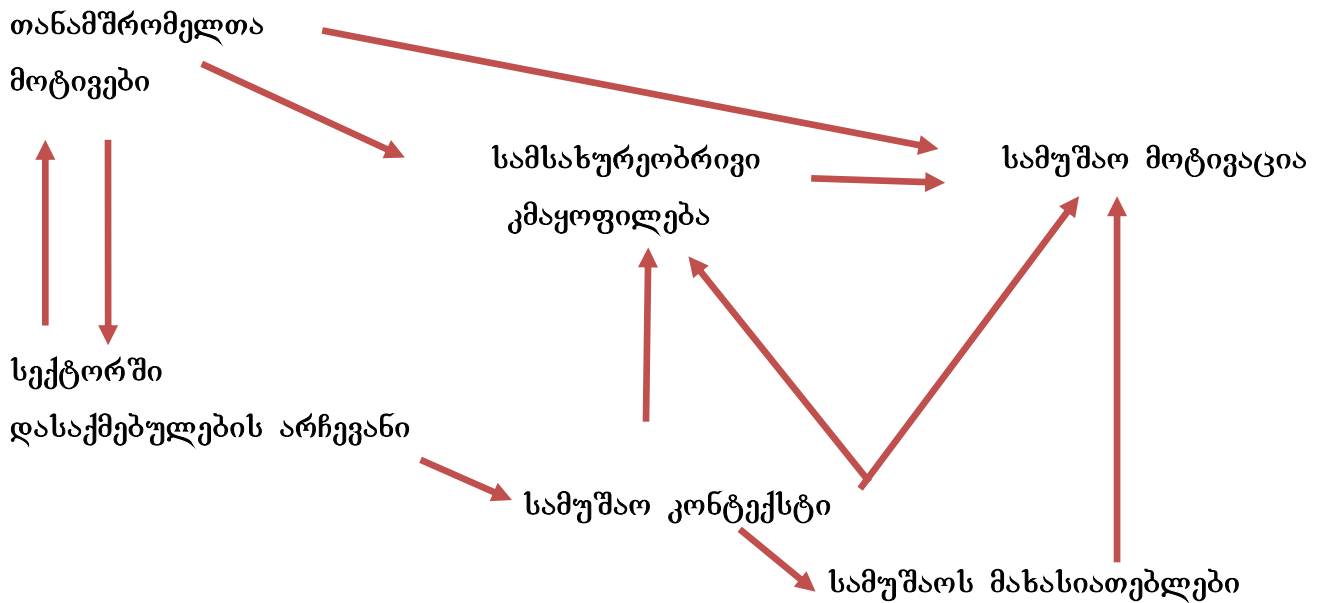 თანამშრომელთა
მოტივები
სამსახურეობრივი
კმაყოფილება
სამუშაო მოტივაცია
სექტორში
დასაქმებულების არჩევანი
სამუშაო კონტექსტი
სამუშაოს მახასიათებლები